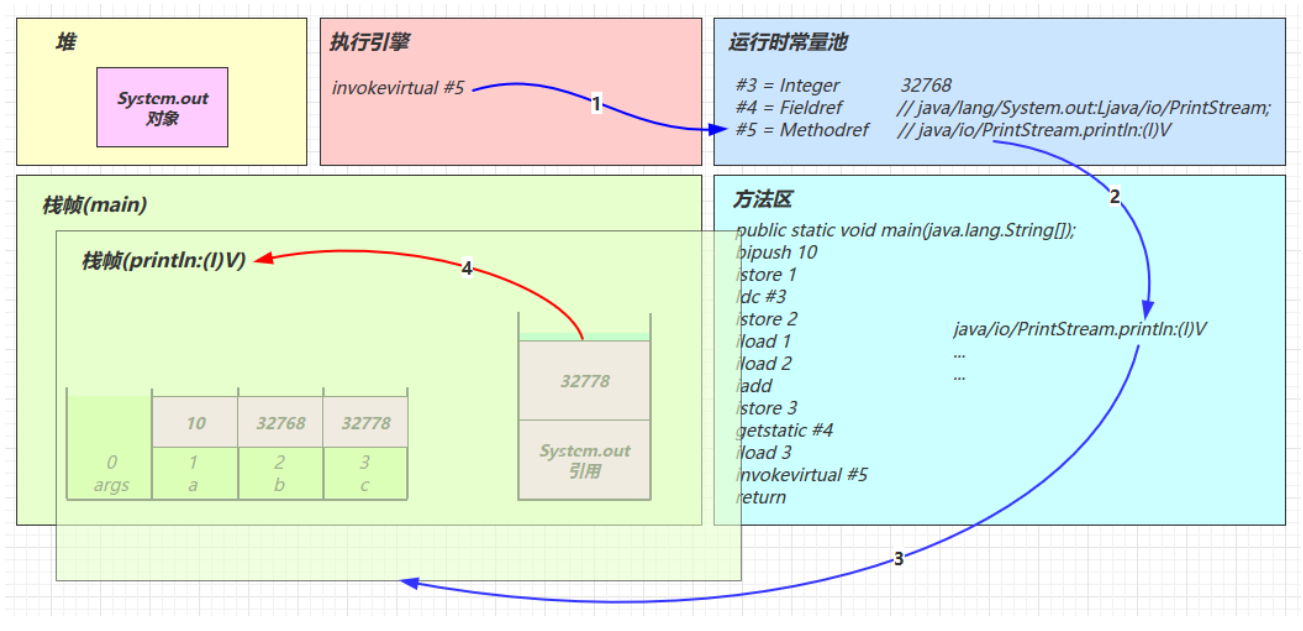 堆
System.out
对象
执行引擎
invokevirtual #5
1
运行时常量池
#3 = Integer 32768
#4 = Fieldref // java/lang/System.out:Ljava/io/PrintStream;
#5 = Methodref // java/io/PrintStream.println:(I)V
2
栈帧(main)
栈帧(println:(I)V)
4
32778
System.out
引用
10 32768 32778
0 1 2 3
args a b c
方法区
public static void main(java.lang.String[]);
bipush 10
istore 1
ldc #3
istore 2
iload 1
iload 2
iadd
istore 3
getstatic #4
iload 3
invokevirtual #5
return
java/io/PrintStream.println:(I)V
...
...
3